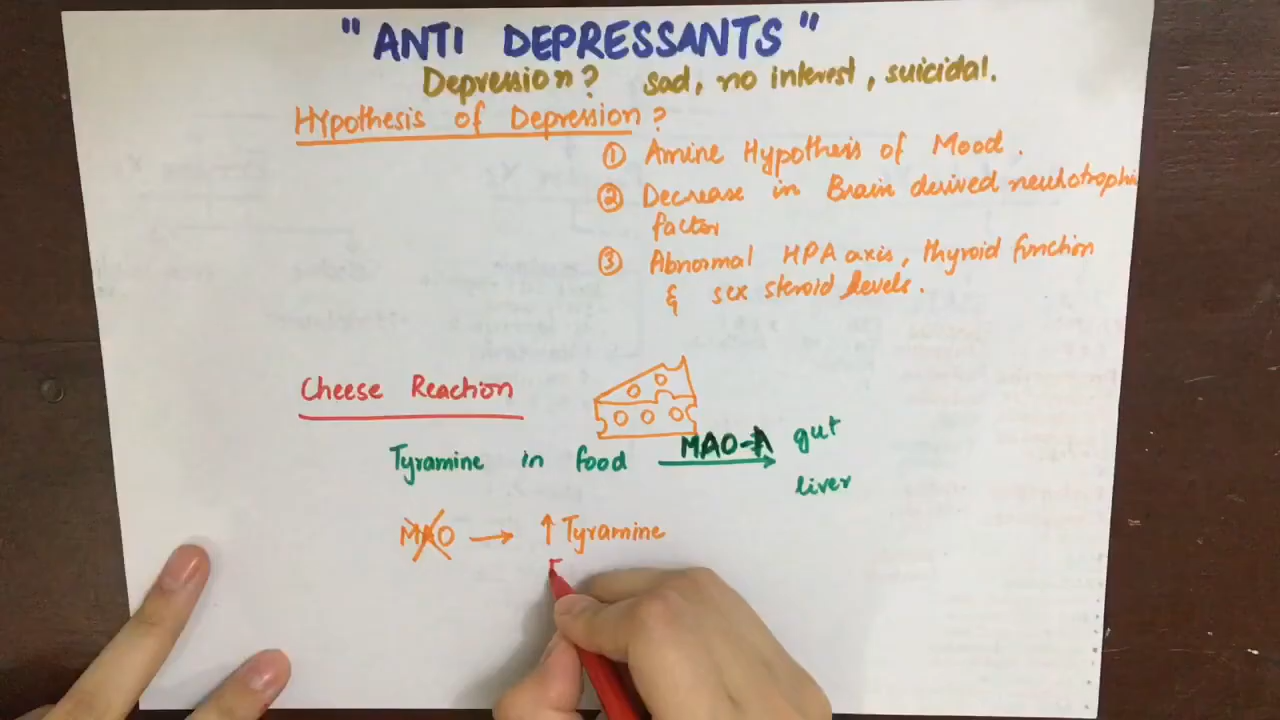 "ANTI DEPRESSANTS"
Depression? sad, no interest, suicidal.
Hypothesis of Depression?
① Amine Hypothesis of Mood.
② Decrease in Brain derived neurotrophi
factor
③ Abnormal HPA axis, thyroid function
& sex steroid levels.
Cheese Reaction
Tyramine in food MAO-A gut
liver
MAO → ↑ Tyramine